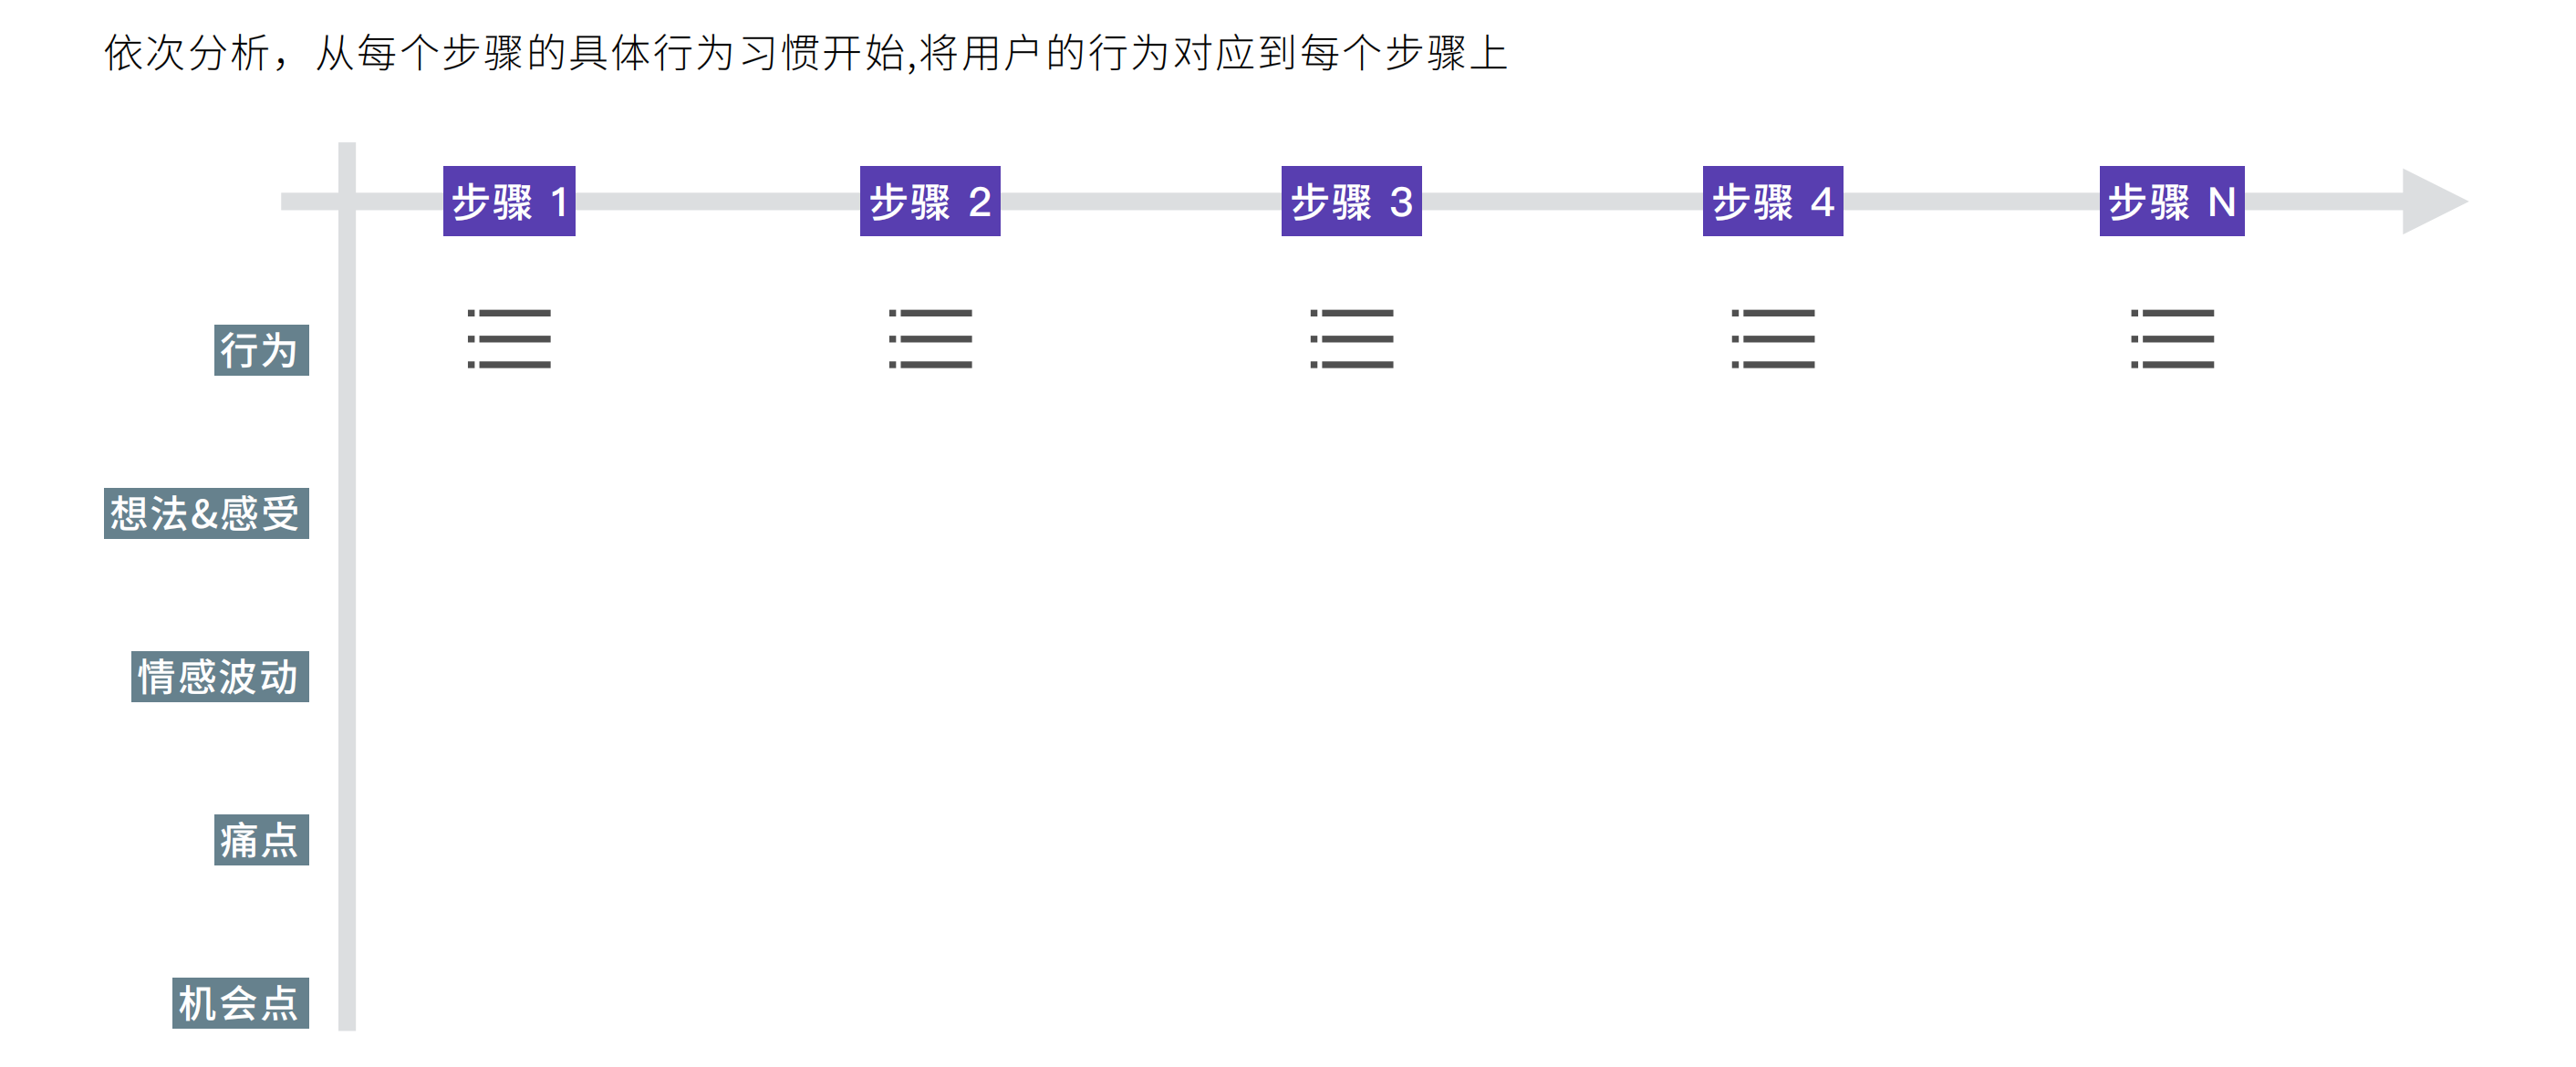 依次分析，从每个步骤的具体行为习惯开始,将用户的行为对应到每个步骤上
步骤 1
步骤 2
步骤 3
步骤 4
步骤 N
行为
想法&感受
情感波动
痛点
机会点